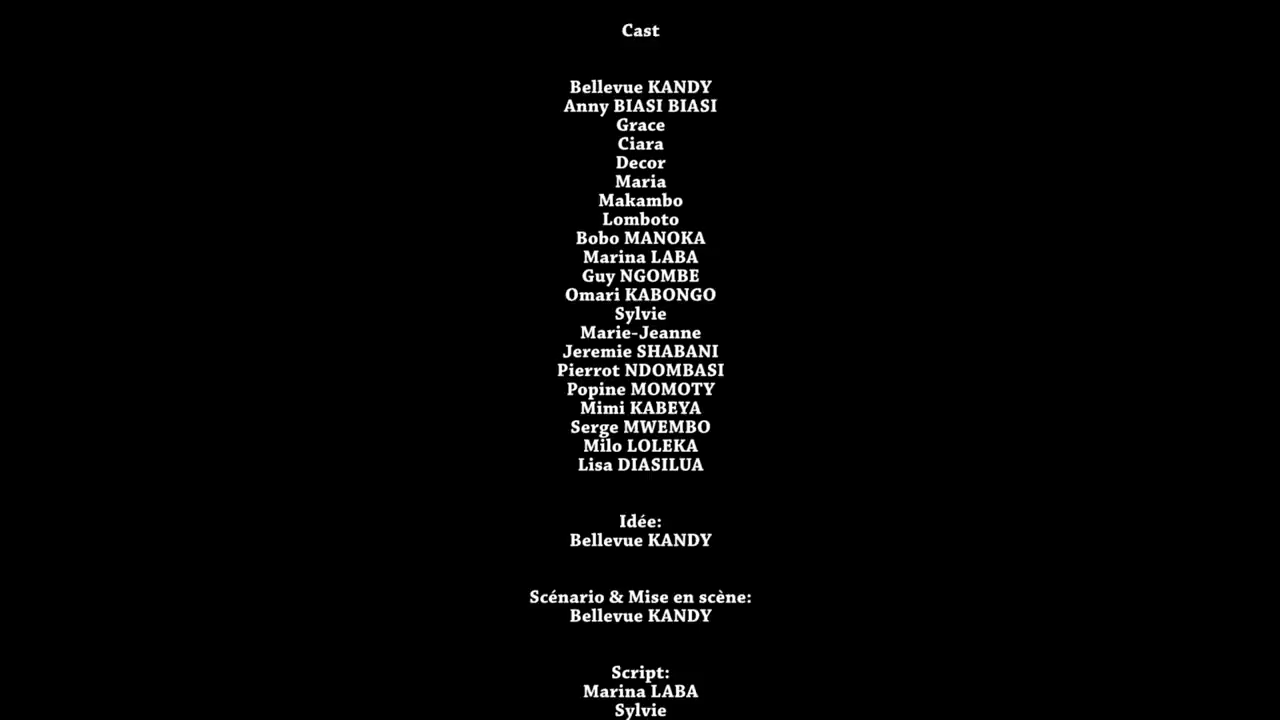 Cast
Bellevue KANDY
Anny BIASI BIASI
Grace
Ciara
Decor
Maria
Makambo
Lomboto
Bobo MANOKA
Marina LABA
Guy NGOMBE
Omari KABONGO
Sylvie
Marie-Jeanne
Jeremie SHABANI
Pierrot NDOMBASI
Popine MOMOTY
Mimi KABEYA
Serge MWEMBO
Milo LOLEKA
Lisa DIASILUA
Idée:
Bellevue KANDY
Scénario & Mise en scène:
Bellevue KANDY
Script:
Marina LABA
Sylvie